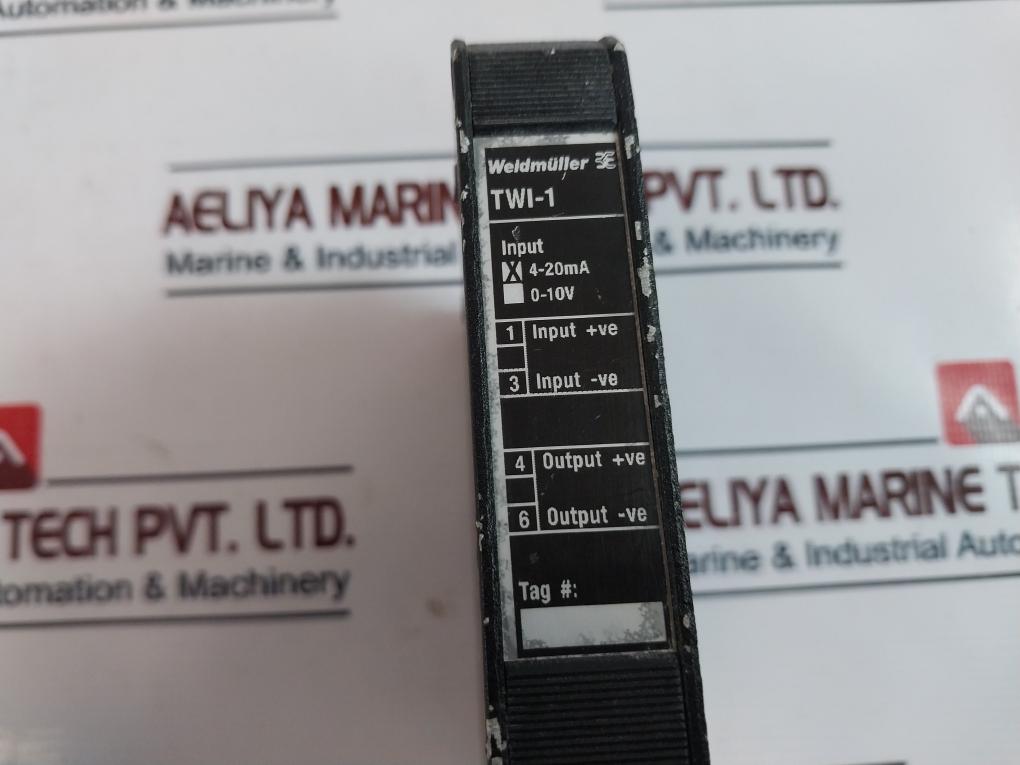 Automation & Machinery
AELIYA MARIN
PVT. LTD.
Marine & Industrial
& Machinery
Weidmüller
TWI-1
Input
X 4-20mA
0-10V
1 Input +ve
3 Input -ve
4 Output +ve
6 Output -ve
Tag #:
TECH PVT. LTD.
tomation & Machinery
ELIYA MARINE T
arine & Industrial Auto